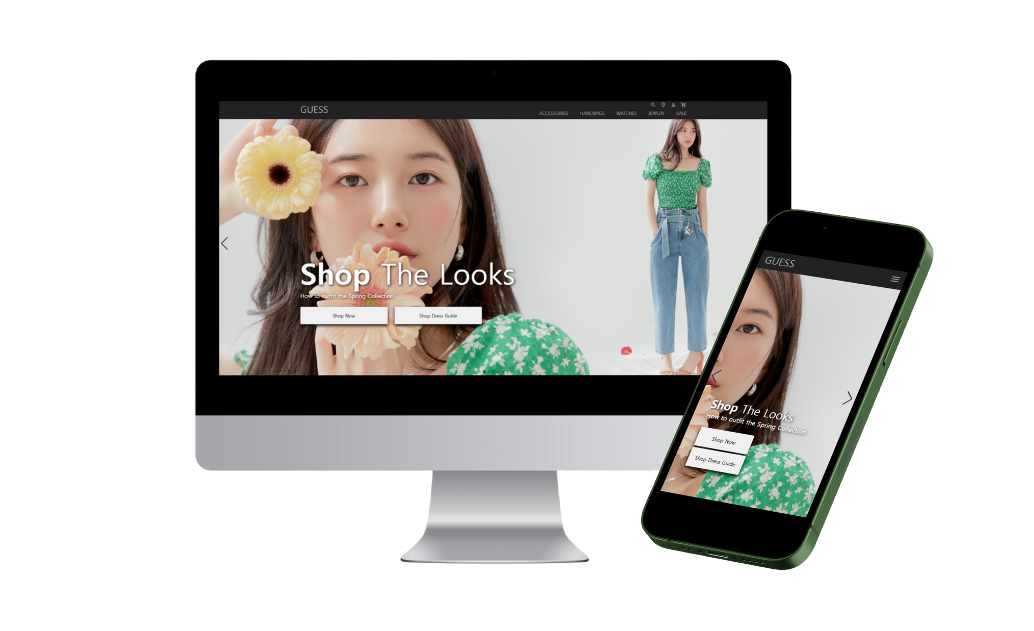 GUESS
ACCESSORIES HANDBAGS WATCHES JEWELRY SALE
Shop The Looks
How to outfit the Spring Collection
Shop Now Shop Dress Guide
GUESS
Shop The Looks
How to outfit the Spring Collection
Shop Now
Shop Dress Guide